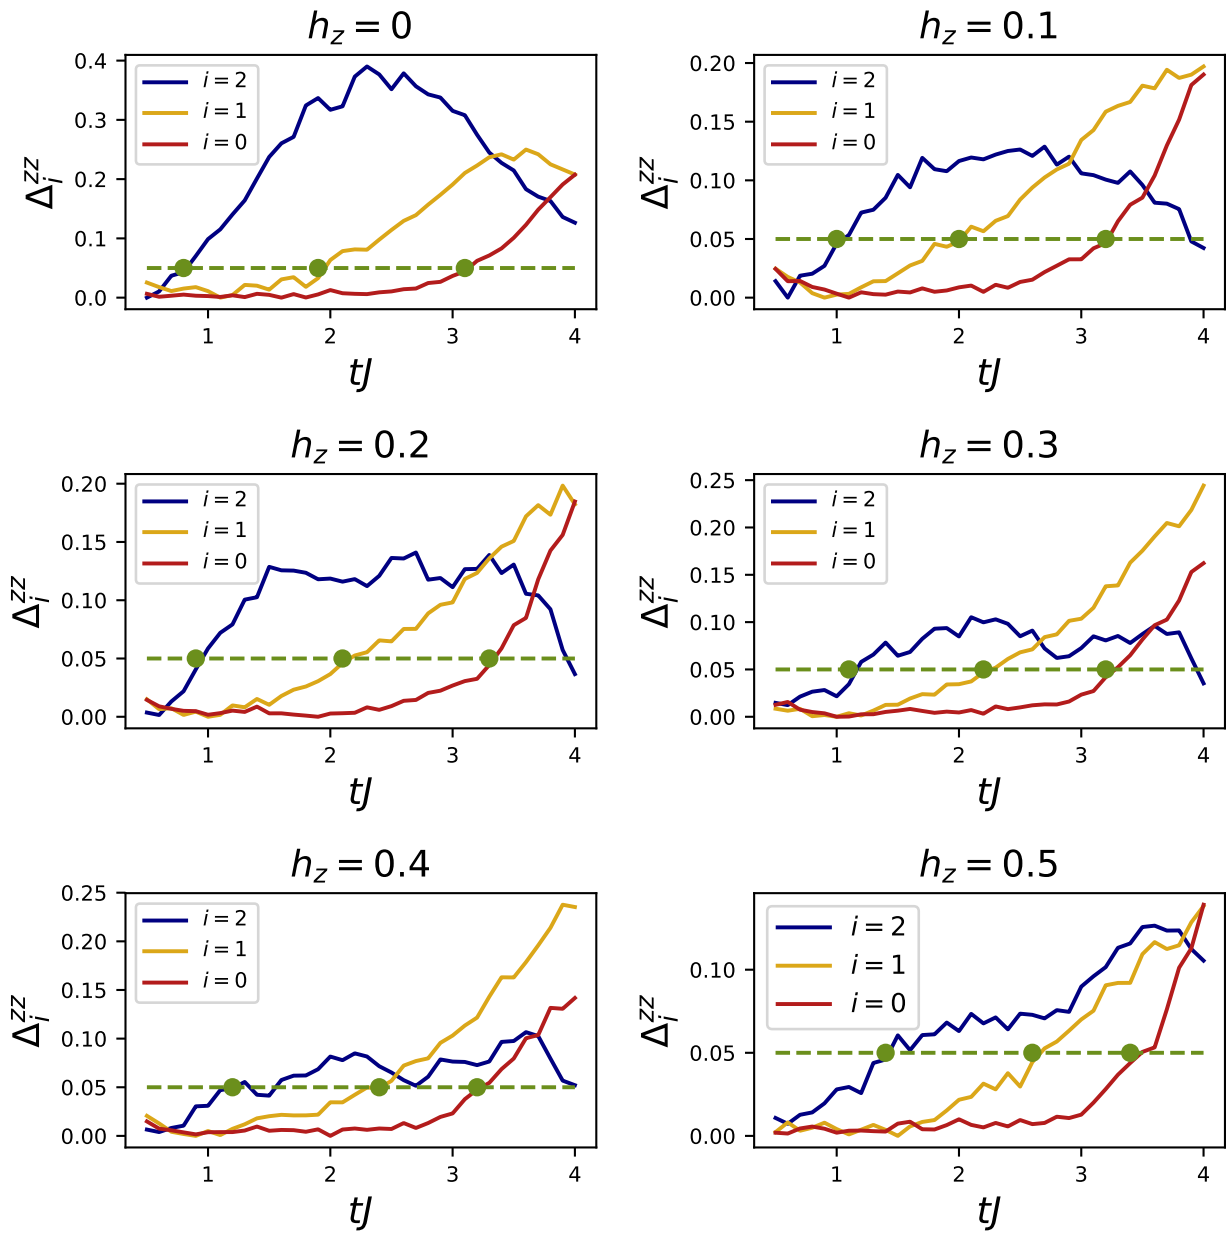 h_z = 0
0.4
0.3
0.2
0.1
0.0
Δ_i^{zz}
i = 2
i = 1
i = 0
1 2 3 4
tJ
h_z = 0.1
0.20
0.15
0.10
0.05
0.00
Δ_i^{zz}
i = 2
i = 1
i = 0
1 2 3 4
tJ
h_z = 0.2
0.20
0.15
0.10
0.05
0.00
Δ_i^{zz}
i = 2
i = 1
i = 0
1 2 3 4
tJ
h_z = 0.3
0.25
0.20
0.15
0.10
0.05
0.00
Δ_i^{zz}
i = 2
i = 1
i = 0
1 2 3 4
tJ
h_z = 0.4
0.25
0.20
0.15
0.10
0.05
0.00
Δ_i^{zz}
i = 2
i = 1
i = 0
1 2 3 4
tJ
h_z = 0.5
0.10
0.05
0.00
Δ_i^{zz}
i = 2
i = 1
i = 0
1 2 3 4
tJ